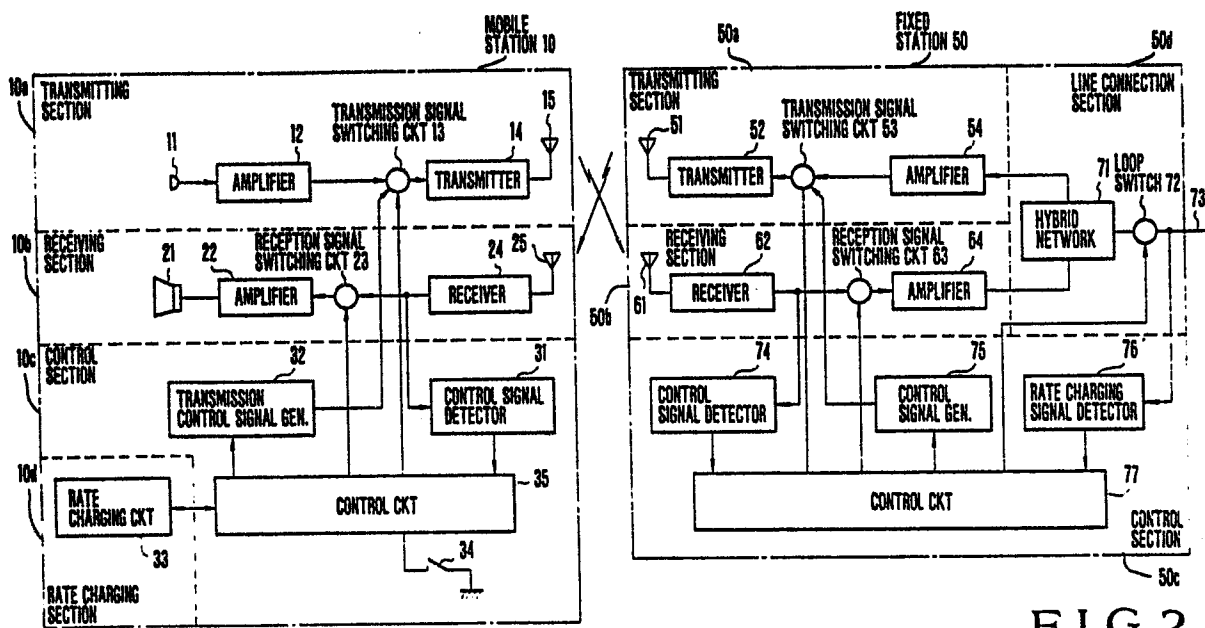 MOBILE
STATION 10
10a
TRANSMITTING
SECTION
11
12
AMPLIFIER
TRANSMISSION SIGNAL
SWITCHING CKT 13
14
TRANSMITTER
15
10b
RECEIVING
SECTION
21
22
AMPLIFIER
RECEPTION SIGNAL
SWITCHING CKT 23
24
RECEIVER
25
10c
CONTROL
SECTION
32
TRANSMISSION
CONTROL SIGNAL GEN.
31
CONTROL SIGNAL
DETECTOR
10d
RATE
CHARGING CKT
33
CONTROL CKT
35
34
RATE CHARGING
SECTION
50a
FIXED
STATION 50
50d
TRANSMITTING
SECTION
51
52
TRANSMITTER
TRANSMISSION SIGNAL
SWITCHING CKT 53
54
AMPLIFIER
LINE CONNECTION
SECTION
71
HYBRID
NETWORK
LOOP
SWITCH 72
73
50b
RECEIVING
SECTION
61
62
RECEIVER
RECEPTION SIGNAL
SWITCHING CKT 63
64
AMPLIFIER
74
CONTROL
SIGNAL DETECTOR
75
CONTROL
SIGNAL GEN.
76
RATE CHARGING
SIGNAL DETECTOR
CONTROL CKT
77
CONTROL
SECTION
50c
FIG.2